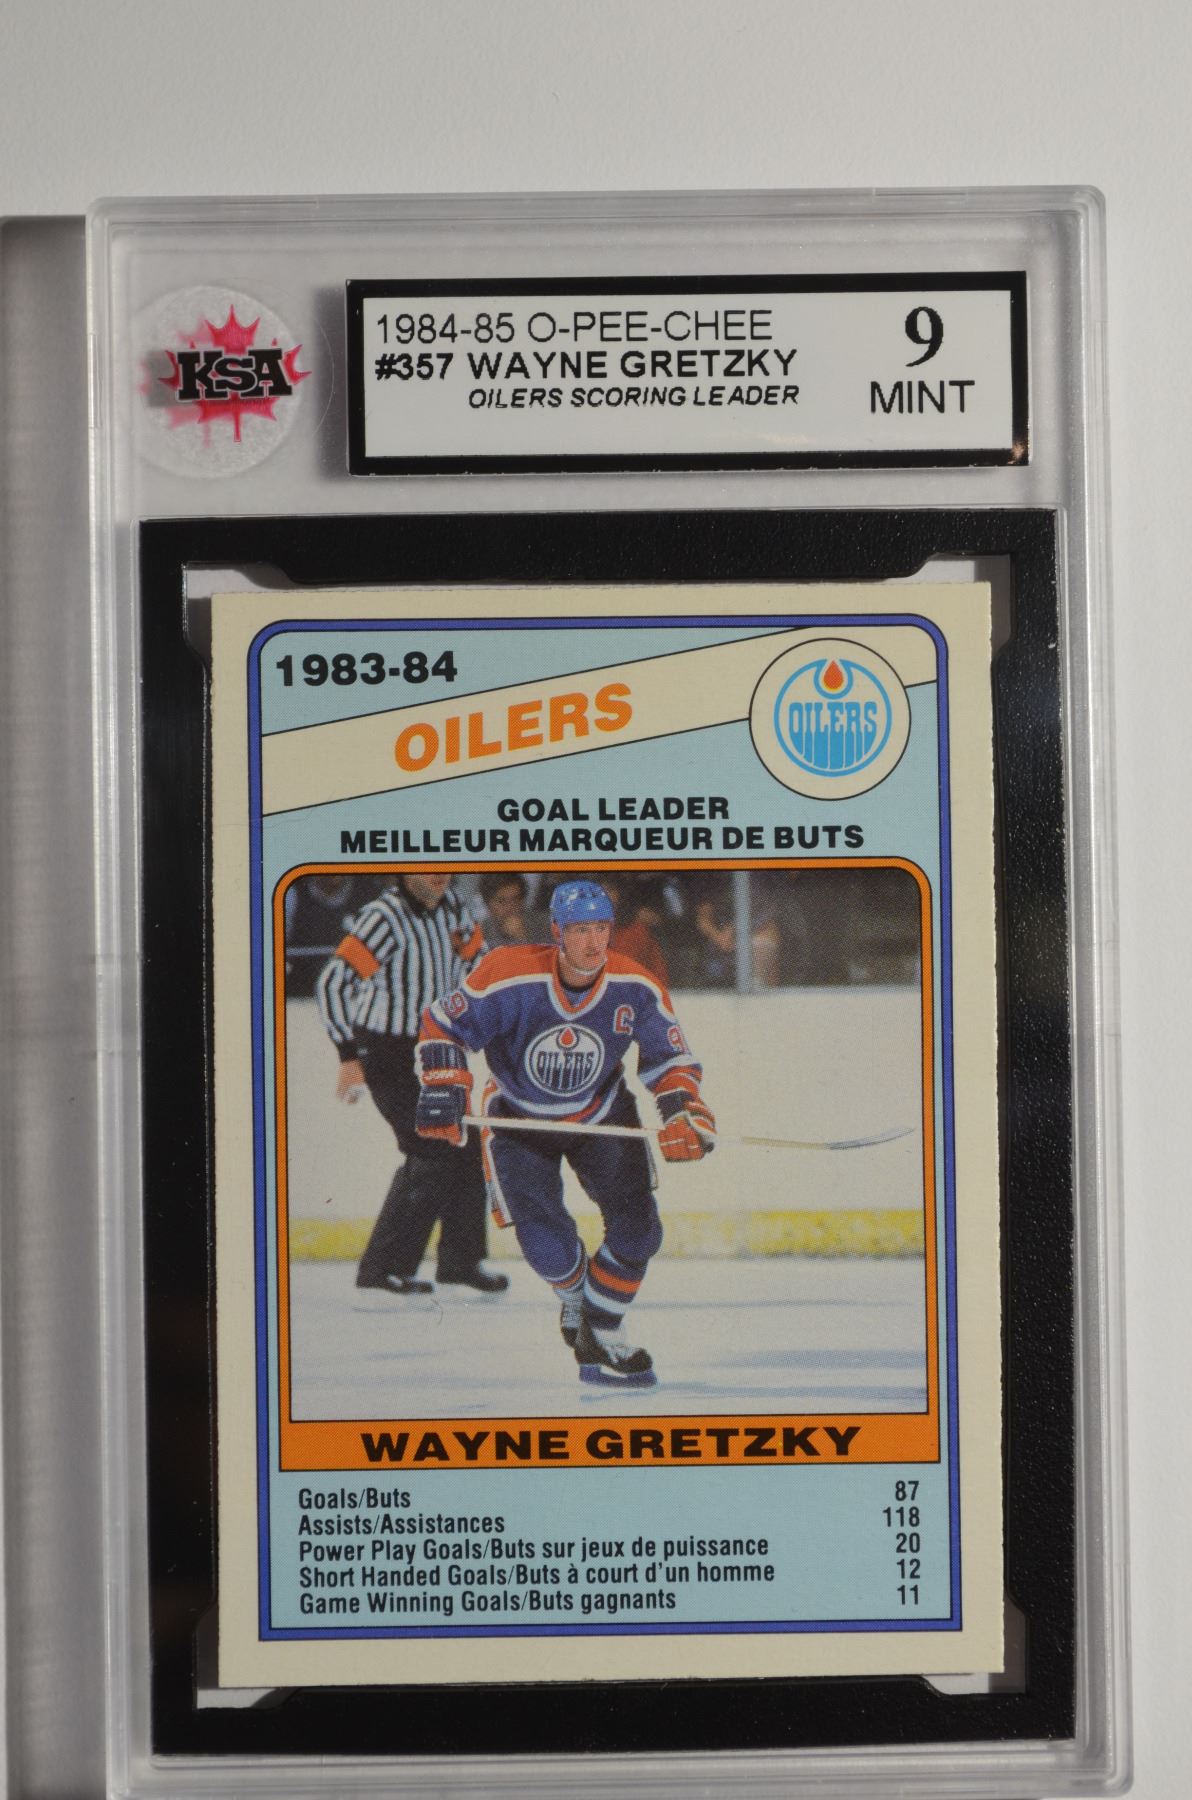 KSA
1984-85 O-PEE-CHEE
#357 WAYNE GRETZKY
OILERS SCORING LEADER
9
MINT
1983-84
OILERS
OILERS
GOAL LEADER
MEILLEUR MARQUEUR DE BUTS
C
OILERS
WAYNE GRETZKY
Goals/Buts 87
Assists/Assistances 118
Power Play Goals/Buts sur jeux de puissance 20
Short Handed Goals/Buts à court d'un homme 12
Game Winning Goals/Buts gagnants 11